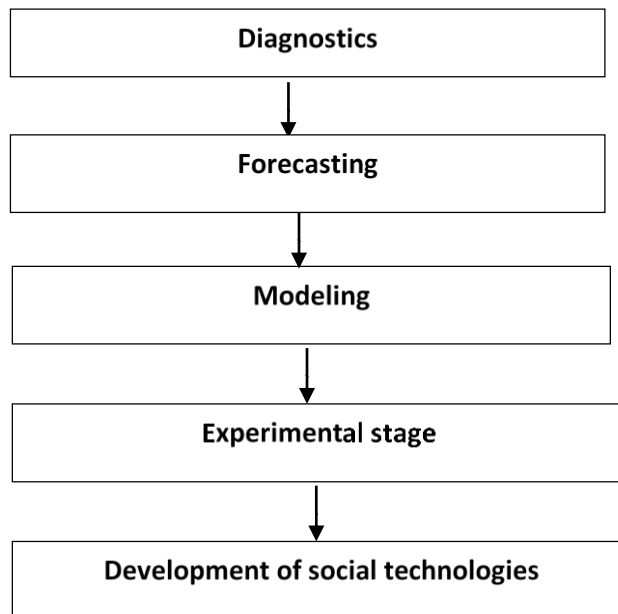 Diagnostics
Forecasting
Modeling
Experimental stage
Development of social technologies